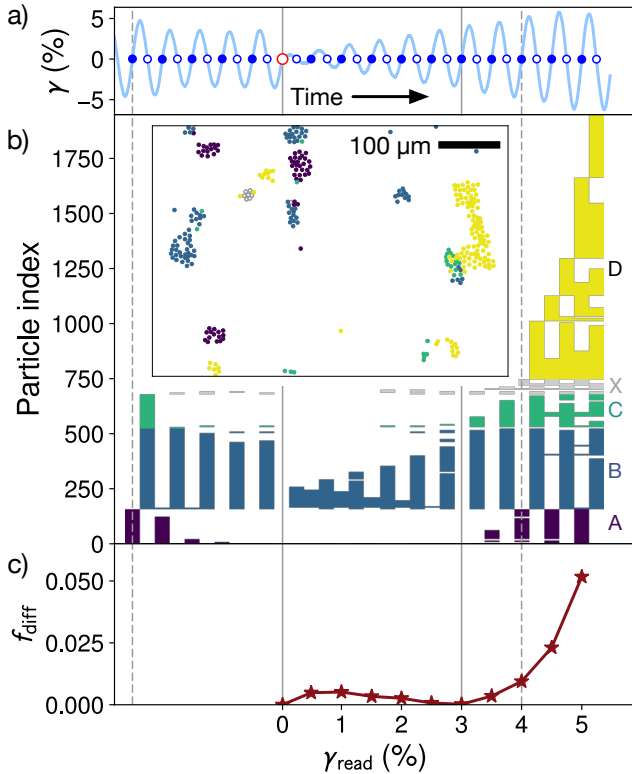 a)
γ (%)
5
0
−5
Time
b)
100 μm
Particle index
1750
1500
1250
1000
750
500
250
0
D
X
C
B
A
c)
f_diff
0.050
0.025
0.000
0 1 2 3 4 5
γ_read (%)